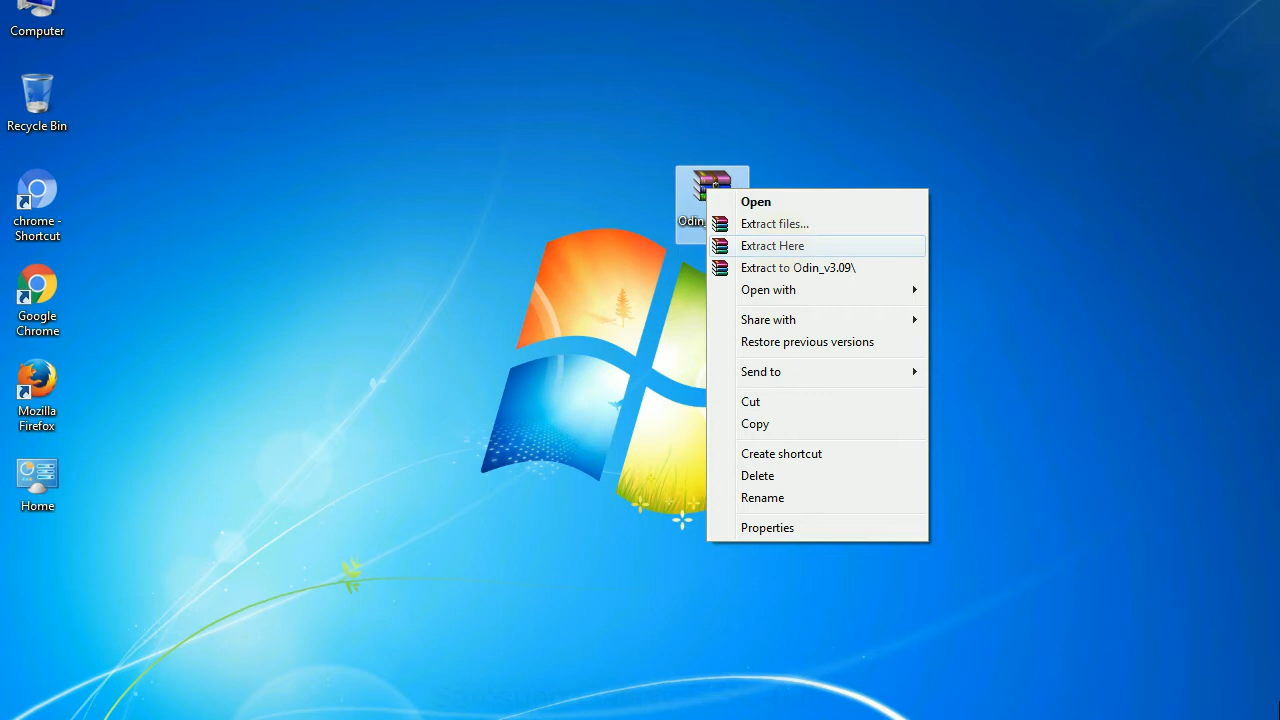 Computer
Recycle Bin
chrome -
Shortcut
Google
Chrome
Mozilla
Firefox
Home
Odin_
Open
Extract files...
Extract Here
Extract to Odin_v3.09\
Open with
Share with
Restore previous versions
Send to
Cut
Copy
Create shortcut
Delete
Rename
Properties